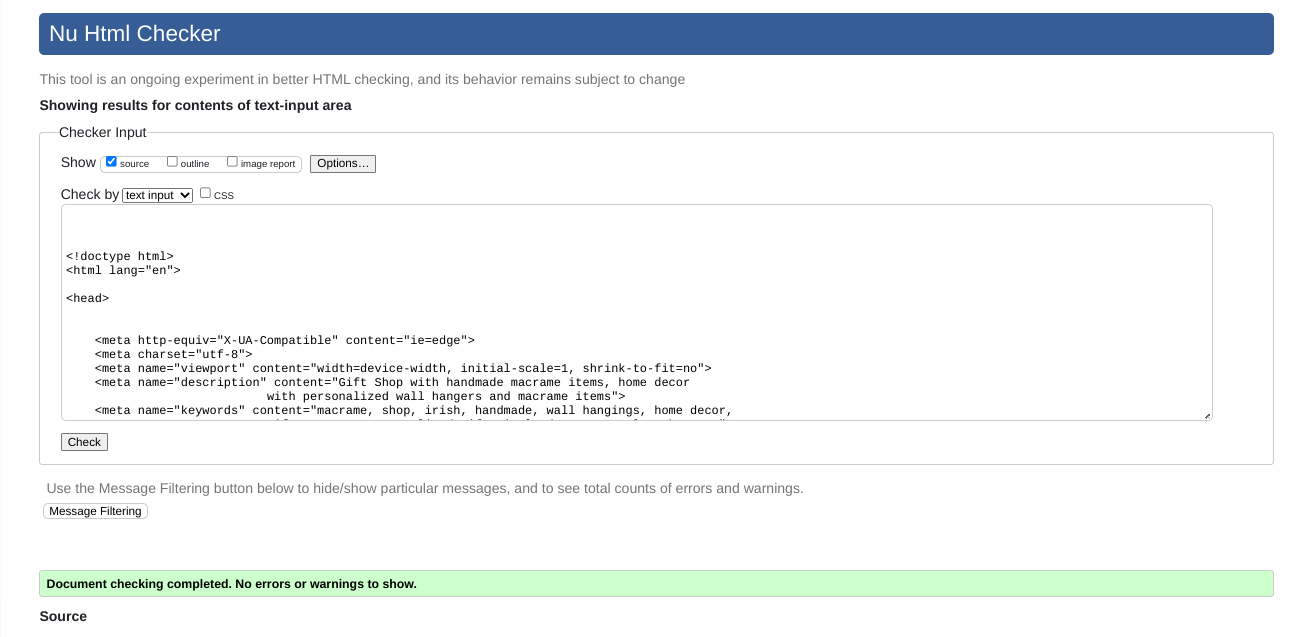 Nu Html Checker
This tool is an ongoing experiment in better HTML checking, and its behavior remains subject to change
Showing results for contents of text-input area
Checker Input
Show source outline image report Options...
Check by text input CSS
<!doctype html>
<html lang="en">
<head>
<meta http-equiv="X-UA-Compatible" content="ie=edge">
<meta charset="utf-8">
<meta name="viewport" content="width=device-width, initial-scale=1, shrink-to-fit=no">
<meta name="description" content="Gift Shop with handmade macrame items, home decor
with personalized wall hangers and macrame items">
<meta name="keywords" content="macrame, shop, irish, handmade, wall hangings, home decor,
Check
Use the Message Filtering button below to hide/show particular messages, and to see total counts of errors and warnings.
Message Filtering
Document checking completed. No errors or warnings to show.
Source